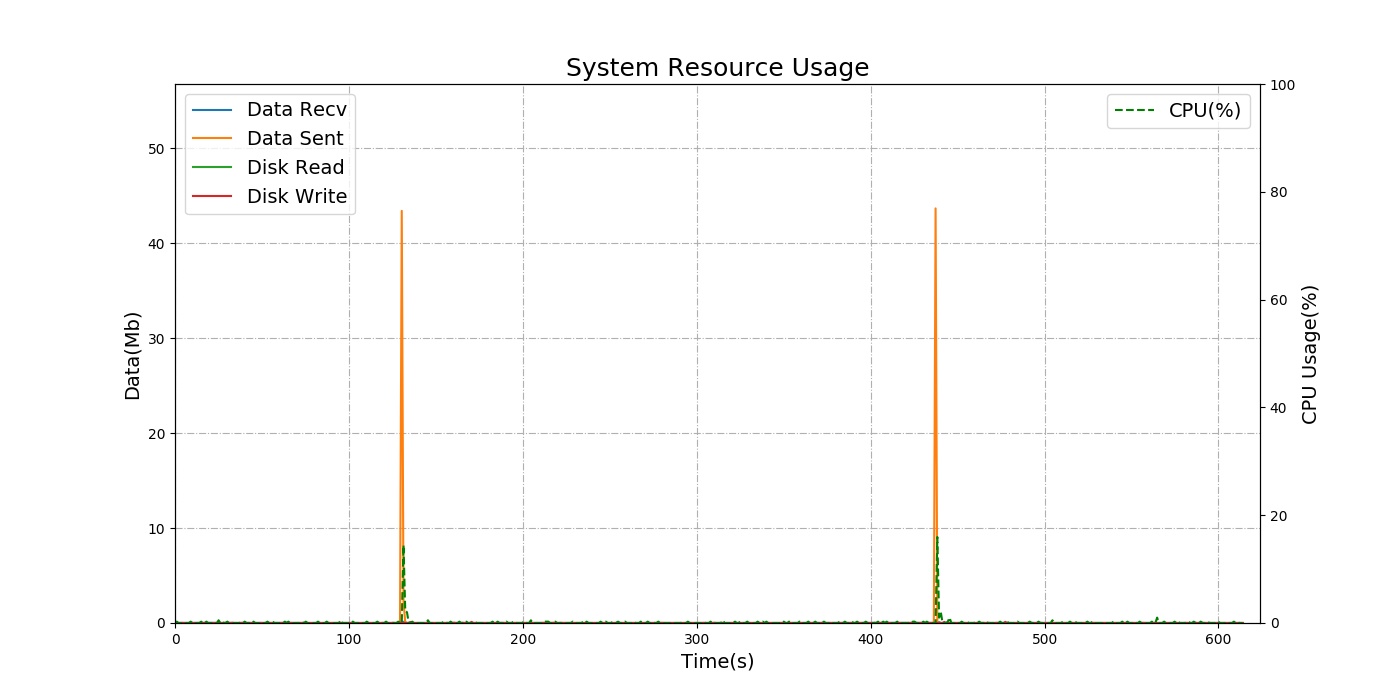 System Resource Usage
Data Recv
Data Sent
Disk Read
Disk Write
CPU(%)
Data(Mb)
50
40
30
20
10
0
100
80
60
40
20
0
CPU Usage(%)
0 100 200 300 400 500 600
Time(s)